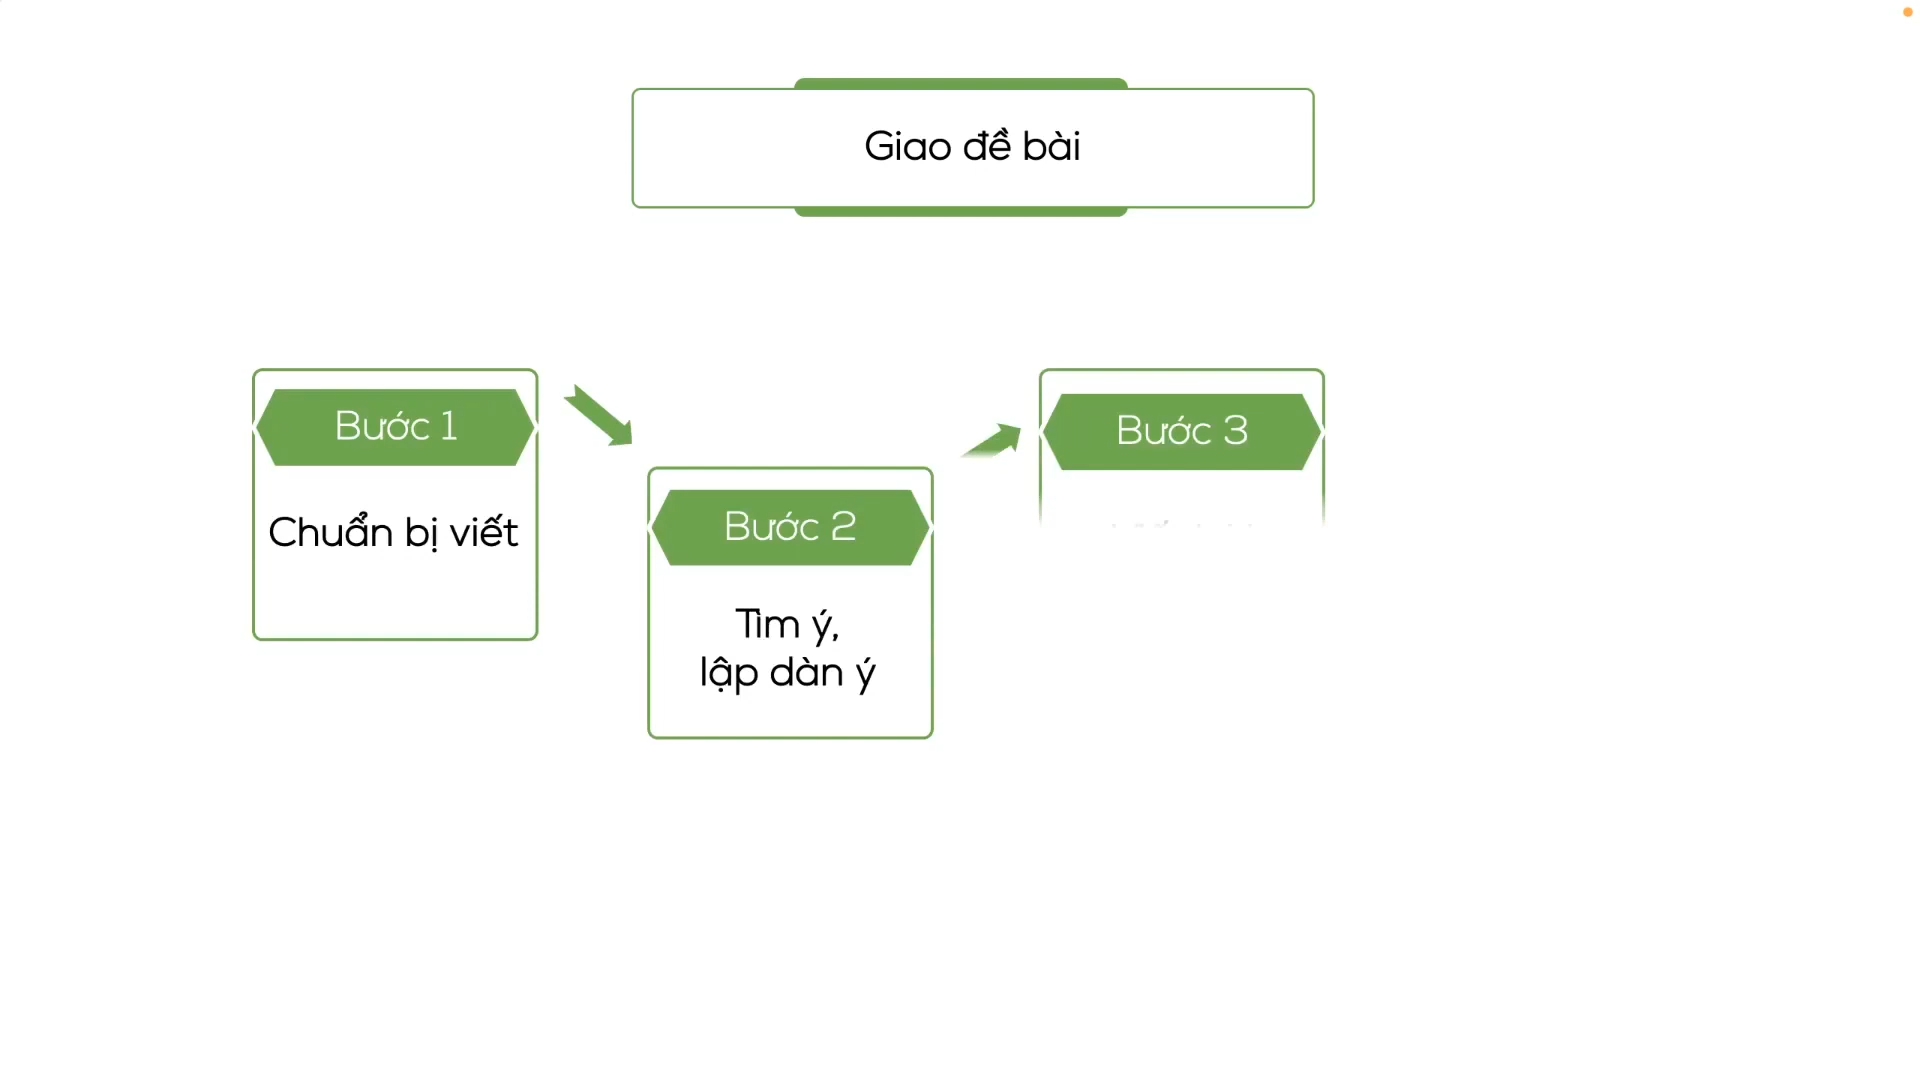 Giao đề bài
Bước 1
Chuẩn bị viết
Bước 2
Tìm ý,
lập dàn ý
Bước 3